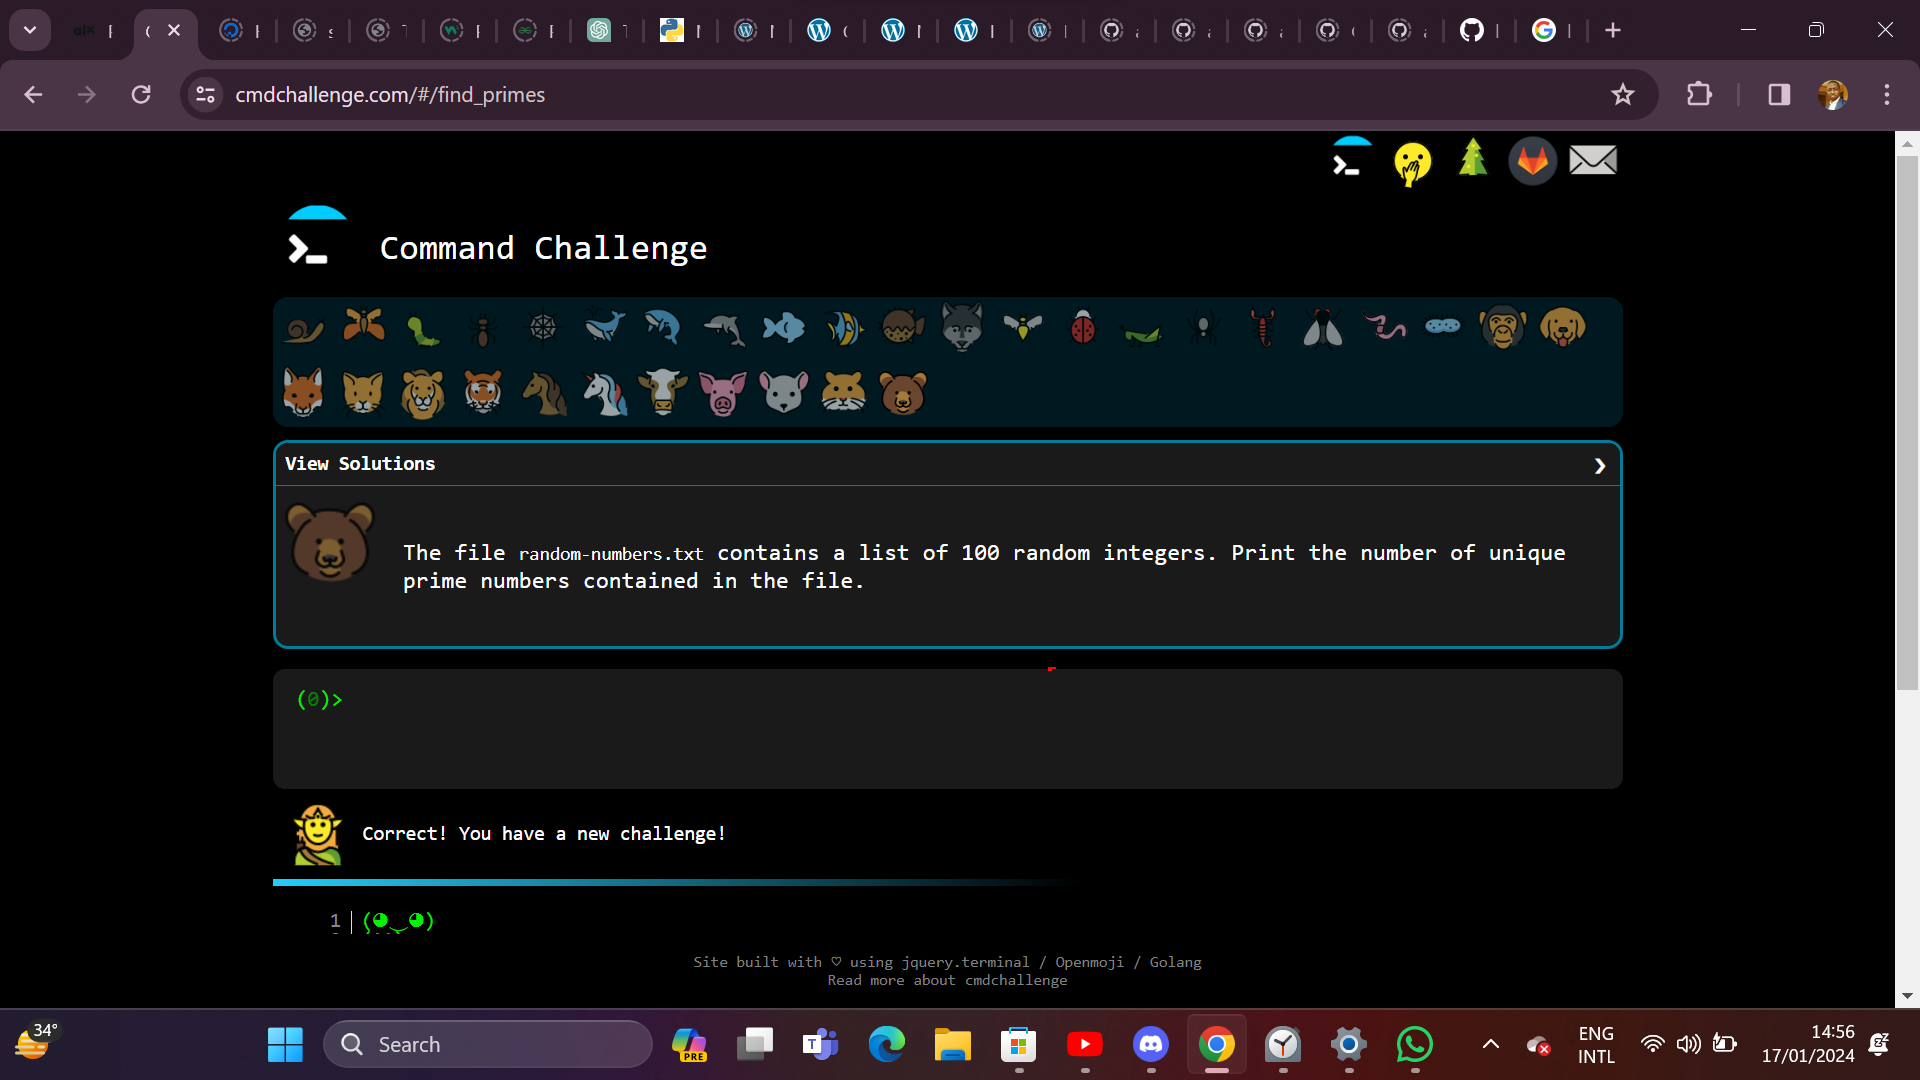 cmdchallenge.com/#/find_primes
Command Challenge
View Solutions
The file random-numbers.txt contains a list of 100 random integers. Print the number of unique
prime numbers contained in the file.
(0)>
Correct! You have a new challenge!
1
Site built with ♡ using jquery.terminal / Openmoji / Golang
Read more about cmdchallenge
34°
Search
PRE
ENG
INTL
14:56
17/01/2024